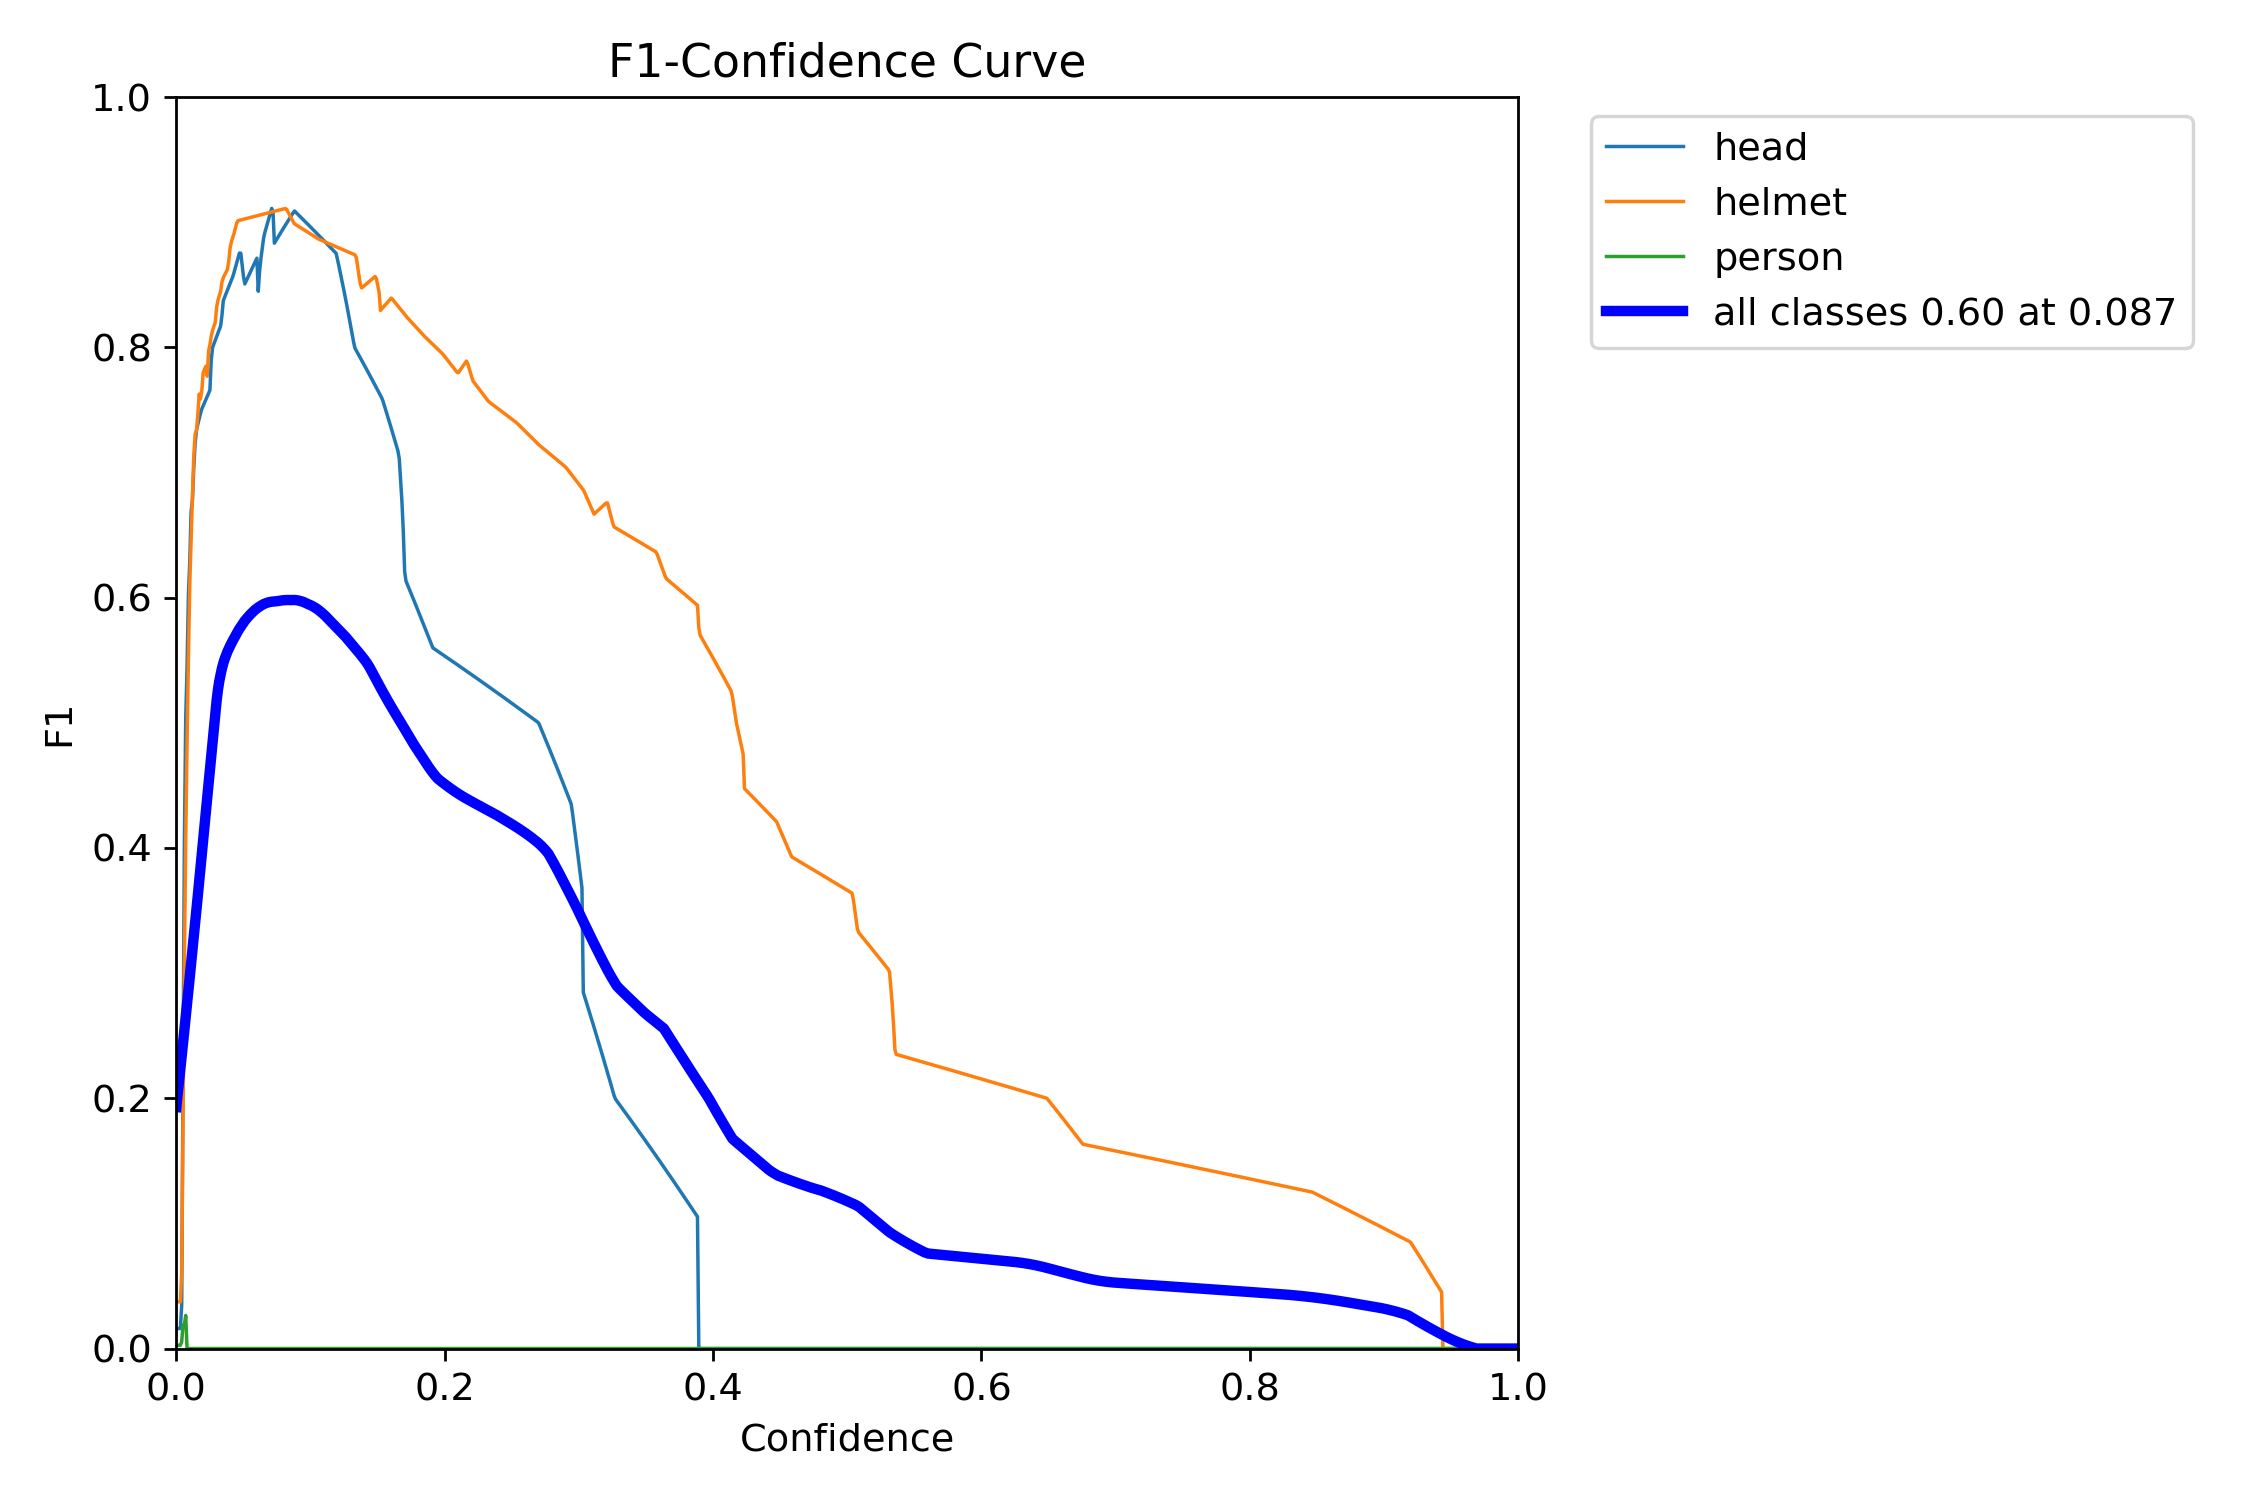 F1-Confidence Curve
1.0
0.8
0.6
0.4
0.2
0.0
F1
0.0 0.2 0.4 0.6 0.8 1.0
Confidence
head
helmet
person
all classes 0.60 at 0.087